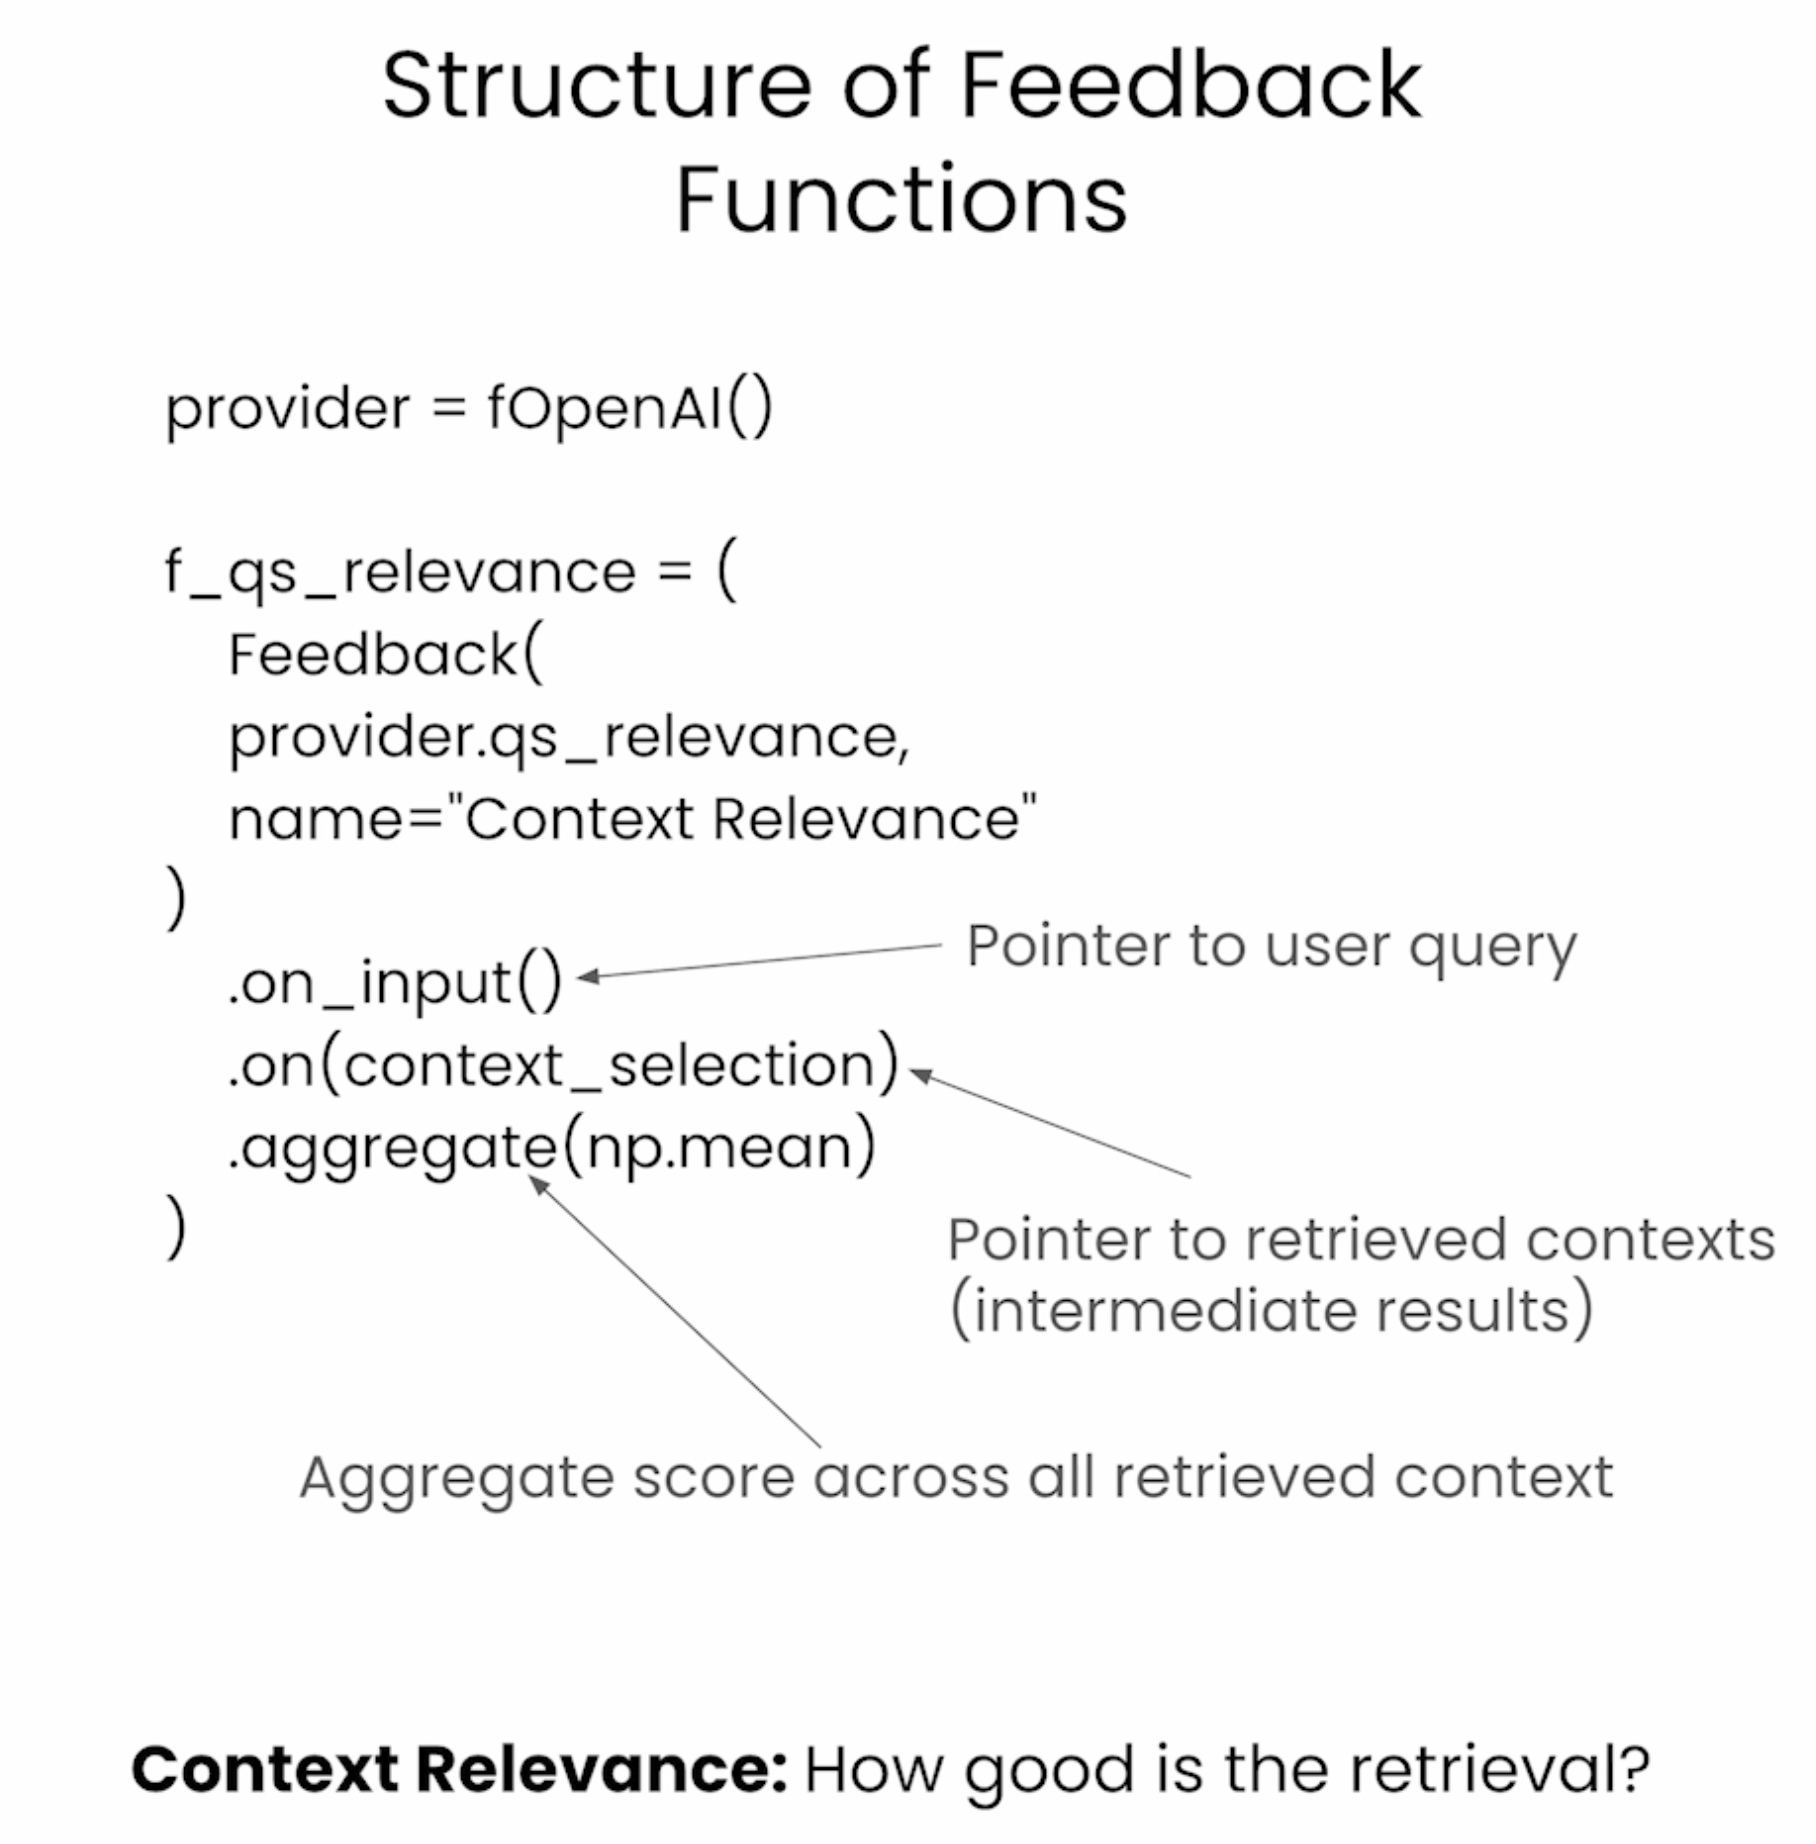 Structure of Feedback
Functions
provider = fOpenAI()
f_qs_relevance = (
Feedback(
provider.qs_relevance,
name="Context Relevance"
)
.on_input()
Pointer to user query
.on(context_selection)
.aggregate(np.mean)
)
Pointer to retrieved contexts
(intermediate results)
Aggregate score across all retrieved context
Context Relevance: How good is the retrieval?